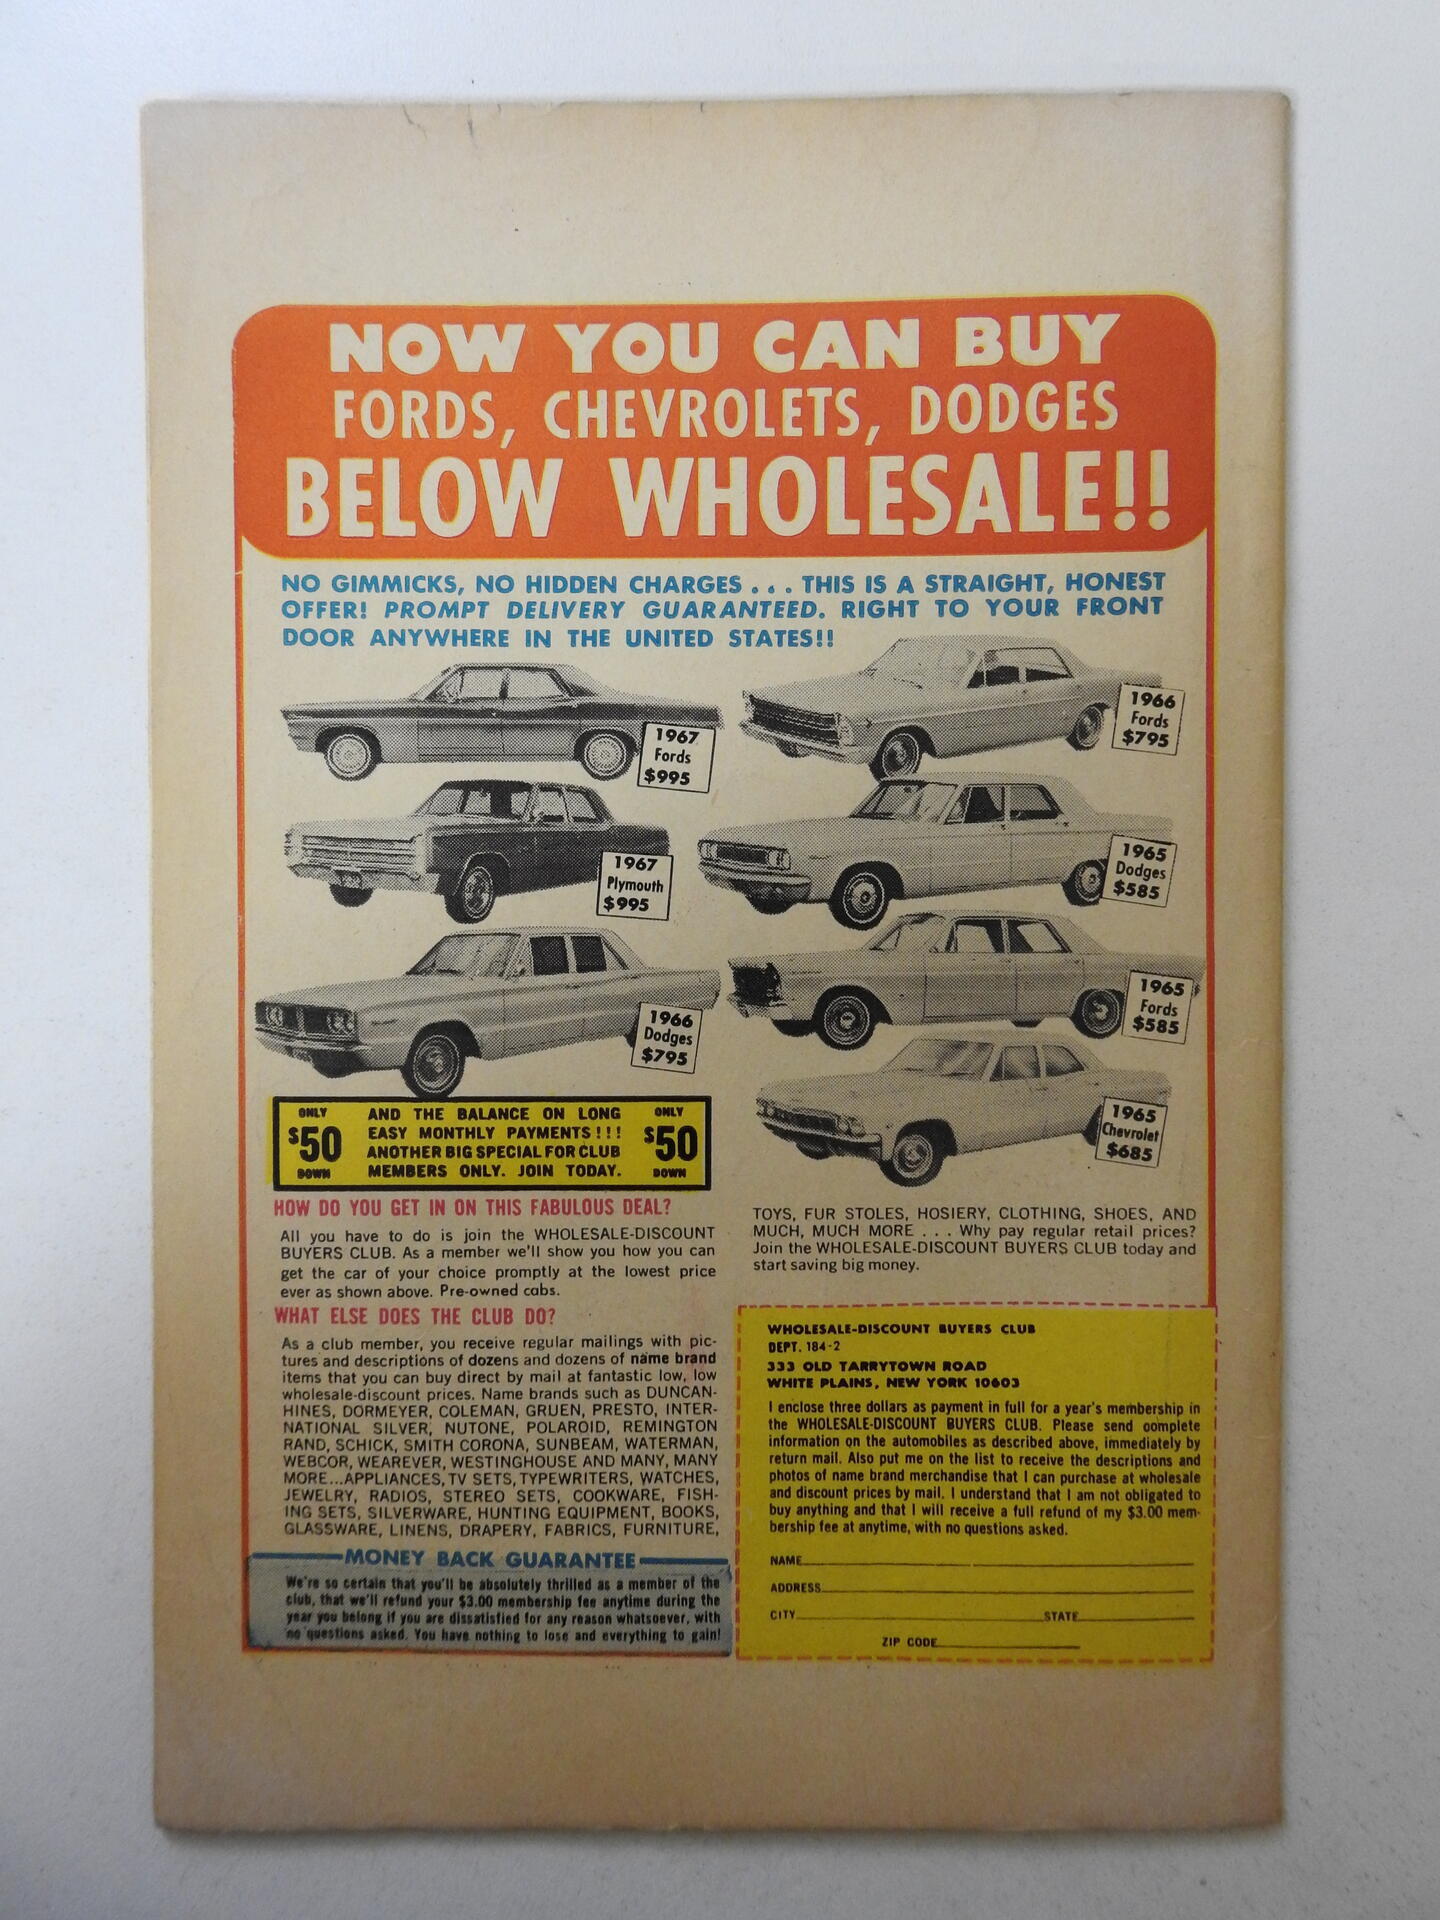 NOW YOU CAN BUY
FORDS, CHEVROLETS, DODGES
BELOW WHOLESALE!!
NO GIMMICKS, NO HIDDEN CHARGES . . . THIS IS A STRAIGHT, HONEST
OFFER! PROMPT DELIVERY GUARANTEED. RIGHT TO YOUR FRONT
DOOR ANYWHERE IN THE UNITED STATES!!
1967
Fords
$995
1966
Fords
$795
1967
Plymouth
$995
1965
Dodges
$585
1966
Dodges
$795
1965
Fords
$585
1965
Chevrolet
$685
ONLY
$50
DOWN
AND THE BALANCE ON LONG
EASY MONTHLY PAYMENTS!!!
ANOTHER BIG SPECIAL FOR CLUB
MEMBERS ONLY. JOIN TODAY.
ONLY
$50
DOWN
HOW DO YOU GET IN ON THIS FABULOUS DEAL?
All you have to do is join the WHOLESALE-DISCOUNT
BUYERS CLUB. As a member we'll show you how you can
get the car of your choice promptly at the lowest price
ever as shown above. Pre-owned cabs.
WHAT ELSE DOES THE CLUB DO?
As a club member, you receive regular mailings with pic-
tures and descriptions of dozens and dozens of name brand
items that you can buy direct by mail at fantastic low, low
wholesale-discount prices. Name brands such as DUNCAN-
HINES, DORMEYER, COLEMAN, GRUEN, PRESTO, INTER-
NATIONAL SILVER, NUTONE, POLAROID, REMINGTON
RAND, SCHICK, SMITH CORONA, SUNBEAM, WATERMAN,
WEBCOR, WEAREVER, WESTINGHOUSE AND MANY, MANY
MORE...APPLIANCES, TV SETS, TYPEWRITERS, WATCHES,
JEWELRY, RADIOS, STEREO SETS, COOKWARE, FISH-
ING SETS, SILVERWARE, HUNTING EQUIPMENT, BOOKS,
GLASSWARE, LINENS, DRAPERY, FABRICS, FURNITURE,
MONEY BACK GUARANTEE
We're so certain that you'll be absolutely thrilled as a member of the
club, that we'll refund your $3.00 membership fee anytime during the
year you belong if you are dissatisfied for any reason whatsoever, with
no questions asked. You have nothing to lose and everything to gain!
TOYS, FUR STOLES, HOSIERY, CLOTHING, SHOES, AND
MUCH, MUCH MORE . . . Why pay regular retail prices?
Join the WHOLESALE-DISCOUNT BUYERS CLUB today and
start saving big money.
WHOLESALE-DISCOUNT BUYERS CLUB
DEPT. 184-2
333 OLD TARRYTOWN ROAD
WHITE PLAINS, NEW YORK 10603
I enclose three dollars as payment in full for a year's membership in
the WHOLESALE-DISCOUNT BUYERS CLUB. Please send complete
information on the automobiles as described above, immediately by
return mail. Also put me on the list to receive the descriptions and
photos of name brand merchandise that I can purchase at wholesale
and discount prices by mail. I understand that I am not obligated to
buy anything and that I will receive a full refund of my $3.00 mem-
bership fee at anytime, with no questions asked.
NAME
ADDRESS
CITY STATE
ZIP CODE